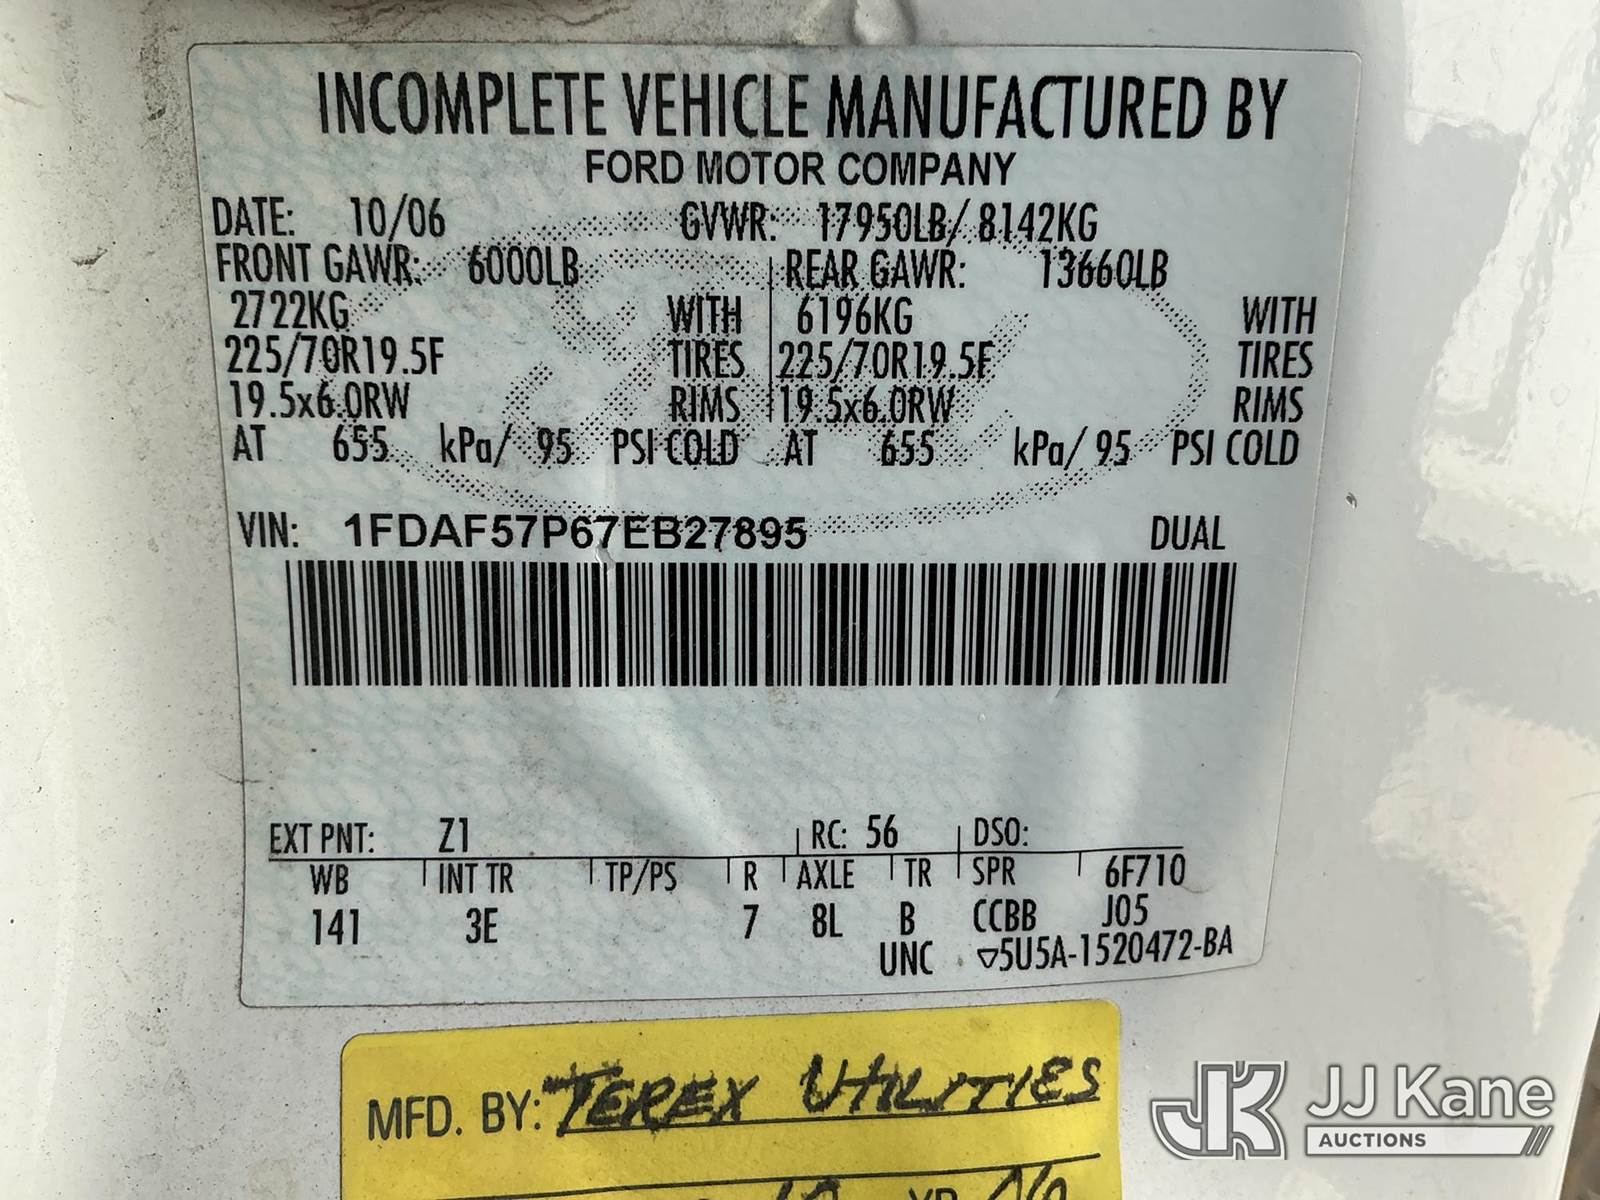 INCOMPLETE VEHICLE MANUFACTURED BY
FORD MOTOR COMPANY
DATE: 10/06 GVWR: 17950LB/ 8142KG
FRONT GAWR: 6000LB REAR GAWR: 13660LB
2722KG WITH 6196KG WITH
225/70R19.5F TIRES 225/70R19.5F TIRES
19.5x6.0RW RIMS 19.5x6.0RW RIMS
AT 655 kPa/ 95 PSI COLD AT 655 kPa/ 95 PSI COLD
VIN: 1FDAF57P67EB27895 DUAL
EXT PNT: Z1 RC: 56 DSO:
WB INT TR TP/PS R AXLE TR SPR 6F710
141 3E 7 8L B CCBB J05
UNC 5U5A-1520472-BA
MFD. BY: TEREX UTILITIES
10 YR 06
JJ Kane
AUCTIONS